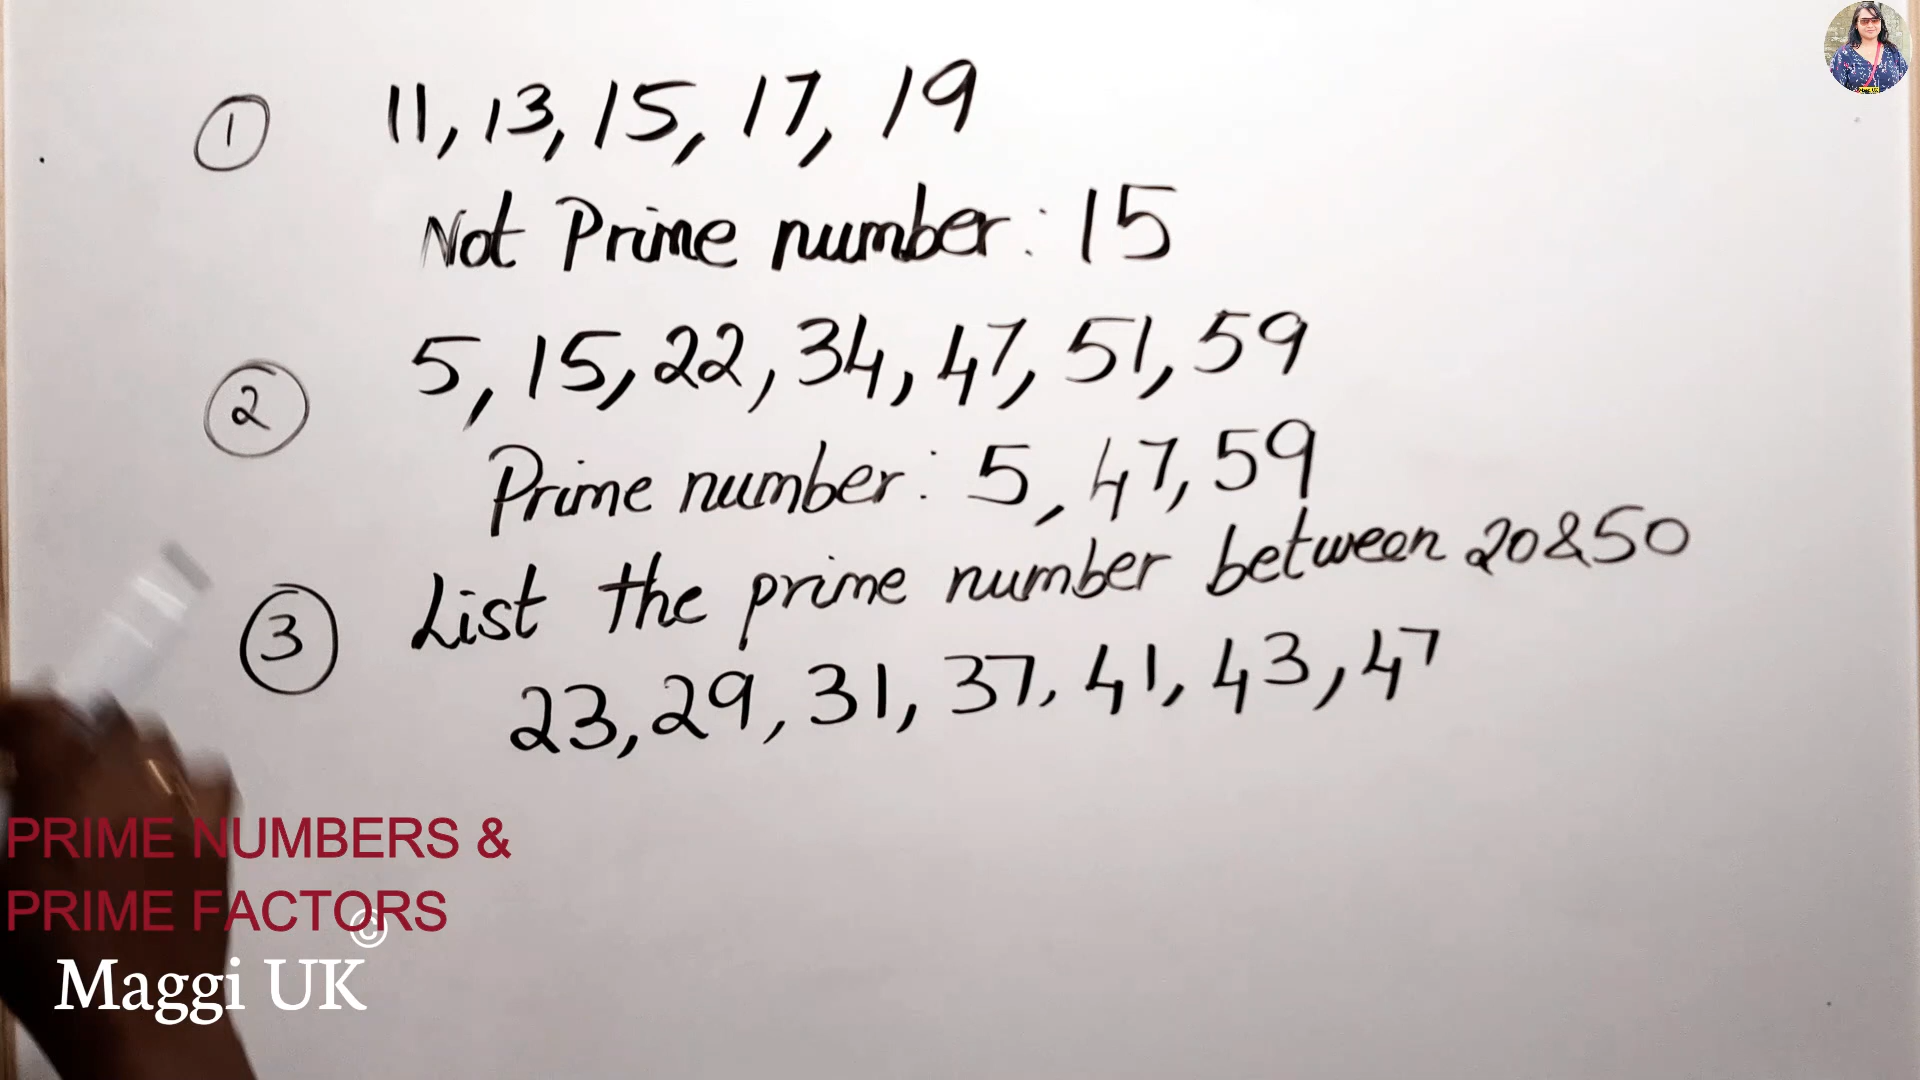 ① 11, 13, 15, 17, 19
Not Prime number: 15
② 5, 15, 22, 34, 47, 51, 59
Prime number: 5, 47, 59
③ List the prime number between 20&50
23, 29, 31, 37, 41, 43, 47
PRIME NUMBERS &
PRIME FACTORS
©
Maggi UK